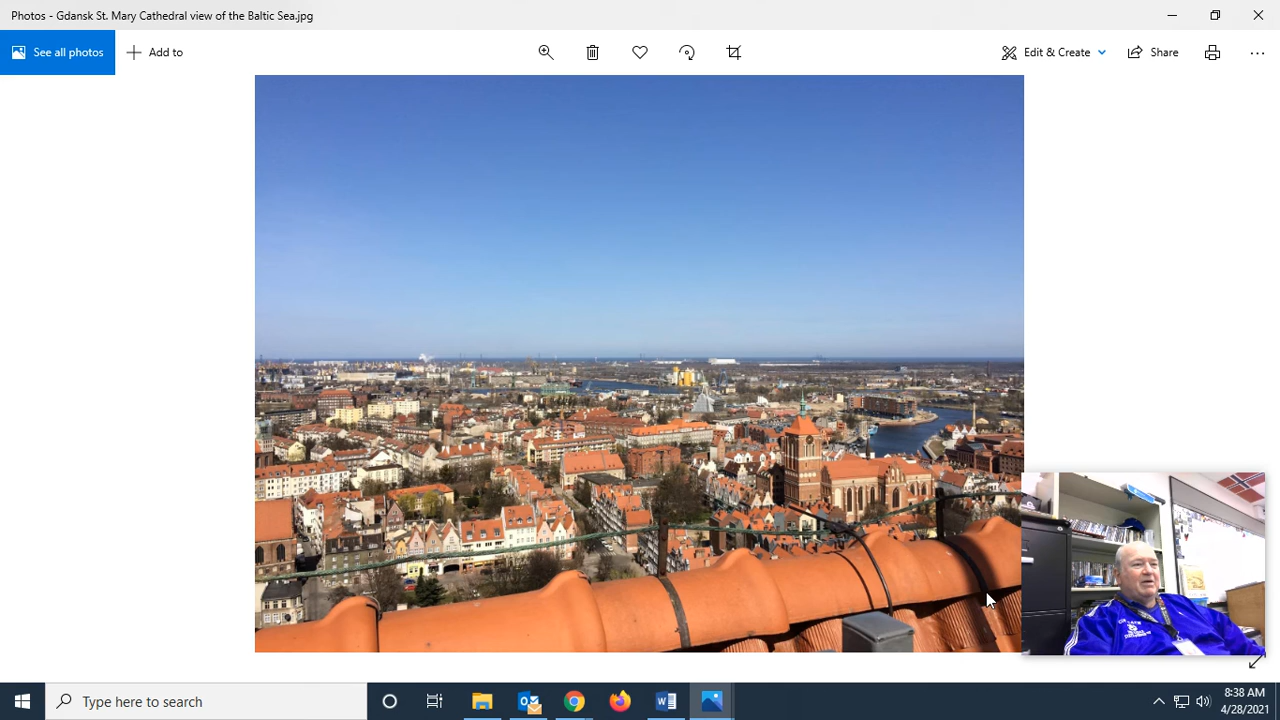 Photos - Gdansk St. Mary Cathedral view of the Baltic Sea.jpg
See all photos
Add to
Edit & Create
Share
Type here to search
8:38 AM
4/28/2021